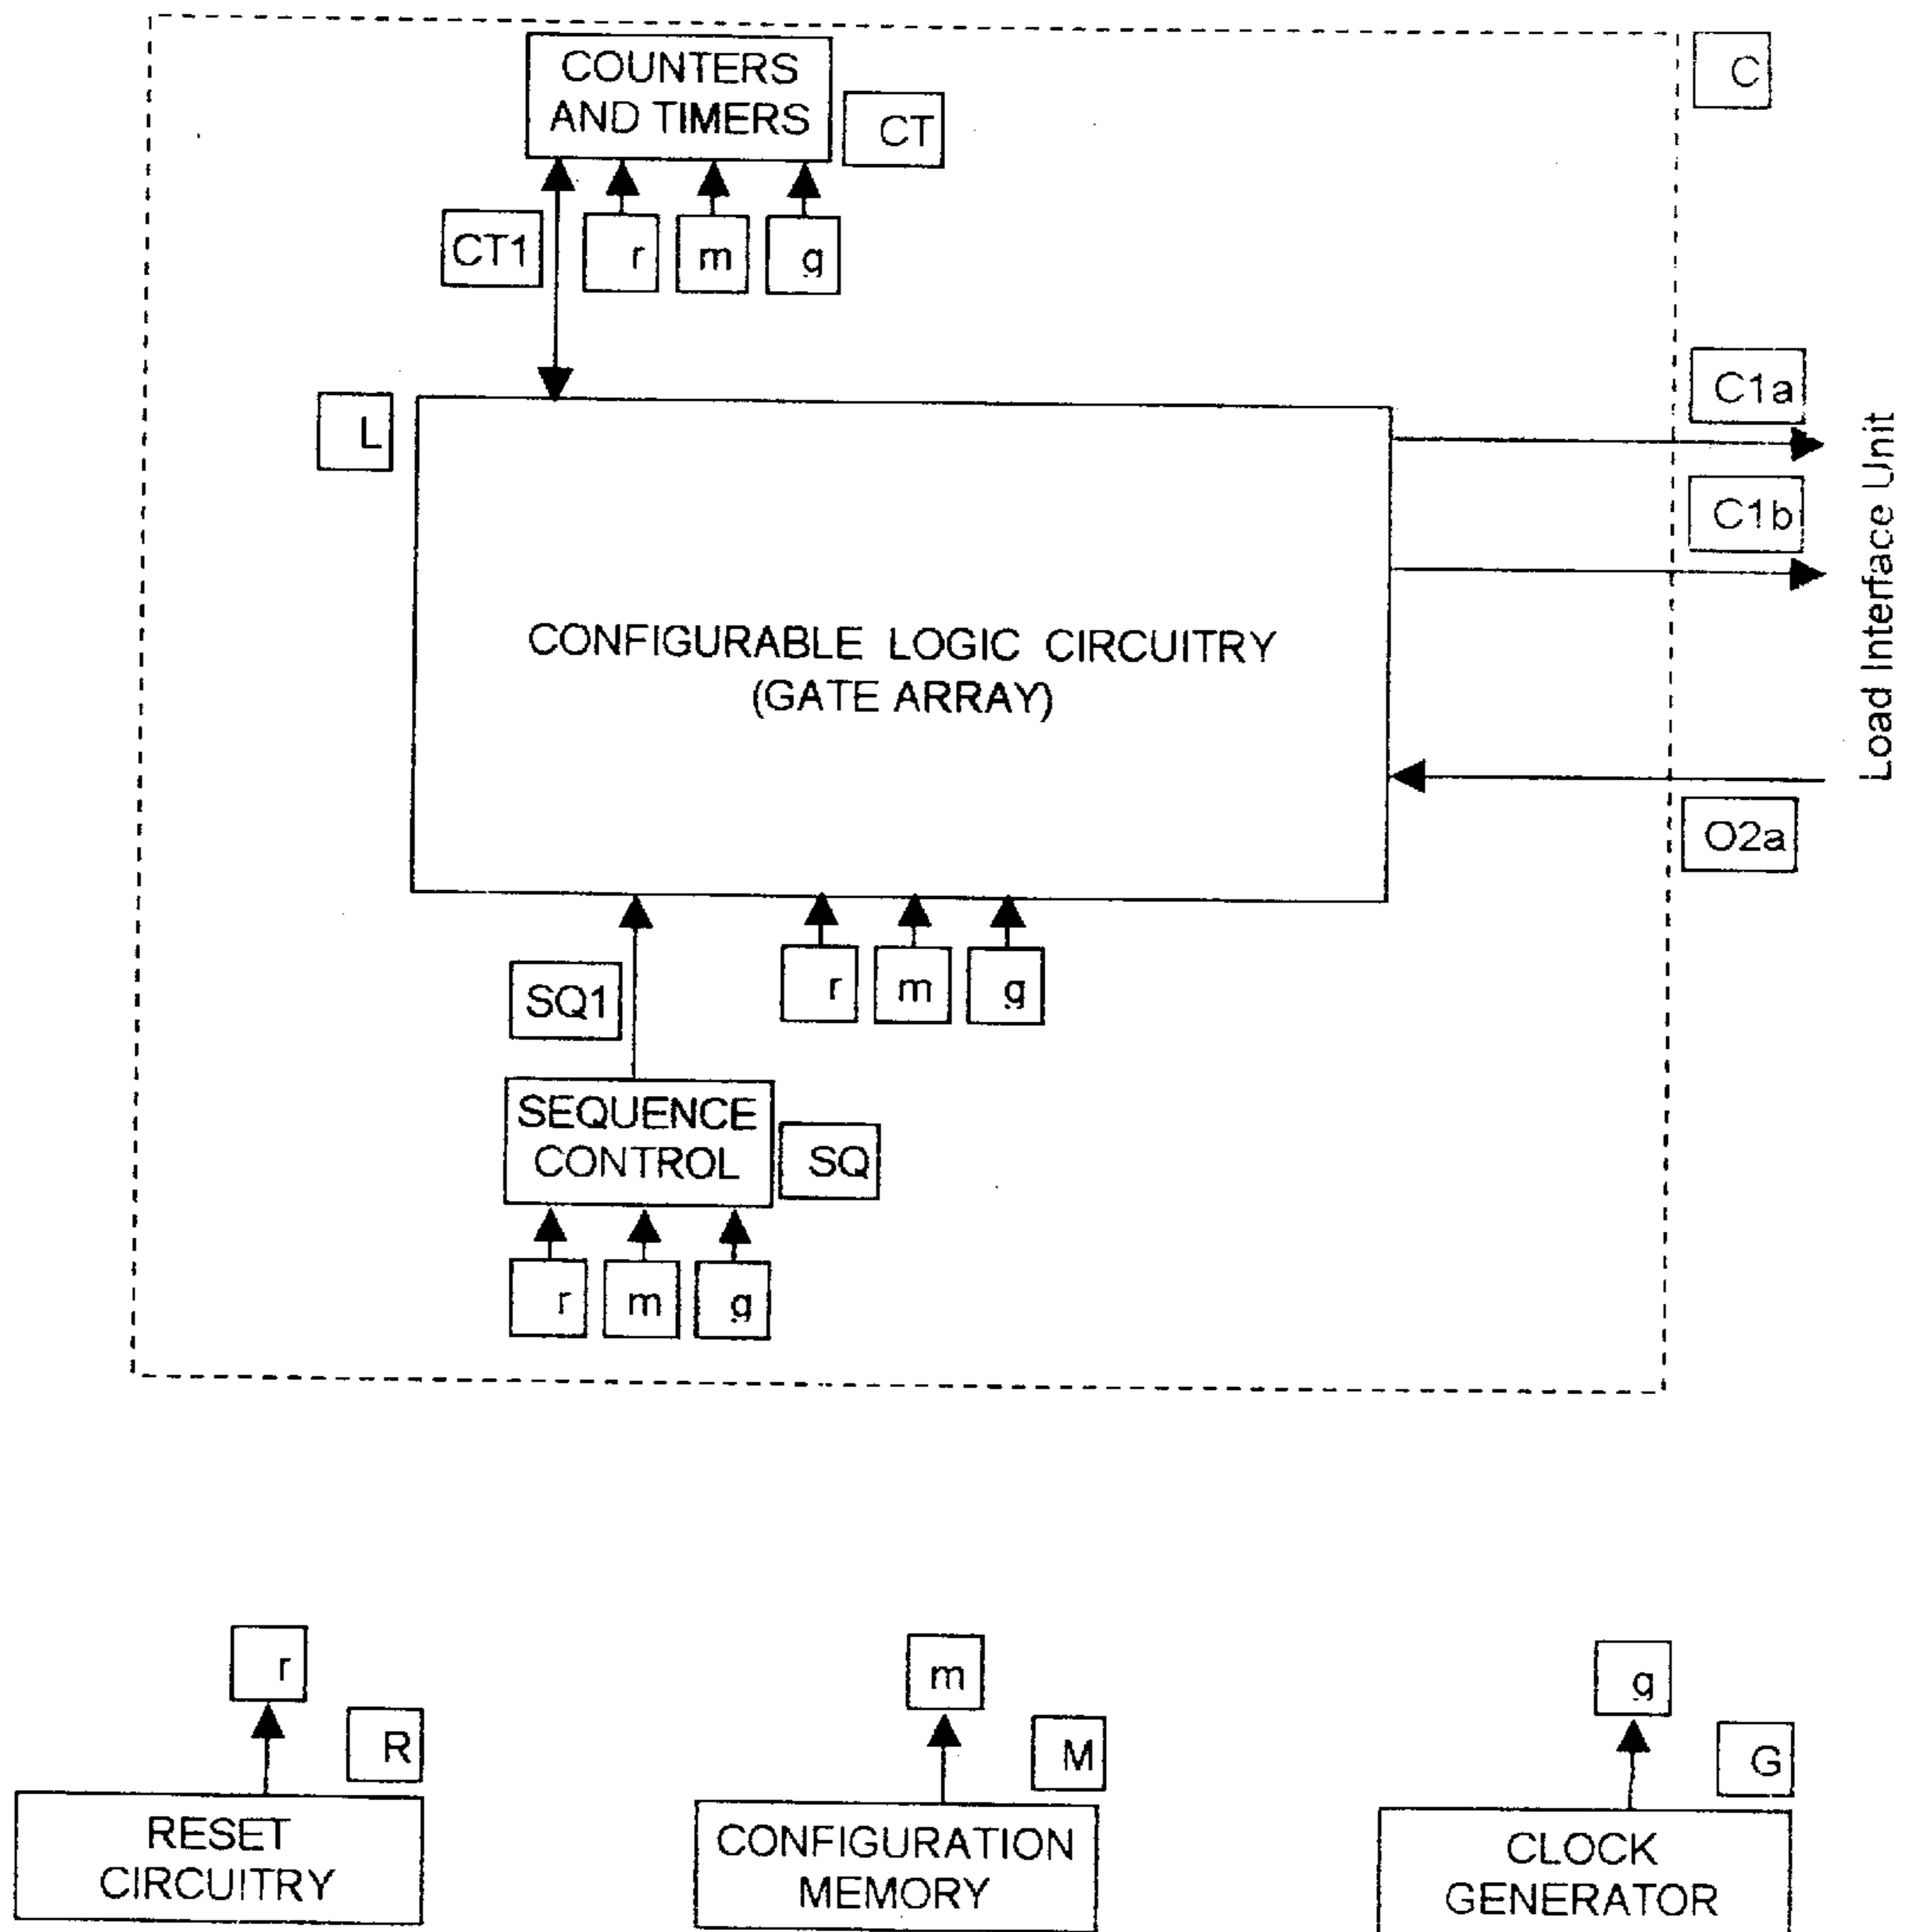 COUNTERS
AND TIMERS
CT
C
CT1
r
m
g
L
C1a
C1b
Load Interface Unit
CONFIGURABLE LOGIC CIRCUITRY
(GATE ARRAY)
O2a
SQ1
r
m
g
SEQUENCE
CONTROL
SQ
r
m
g
r
R
m
M
g
G
RESET
CIRCUITRY
CONFIGURATION
MEMORY
CLOCK
GENERATOR